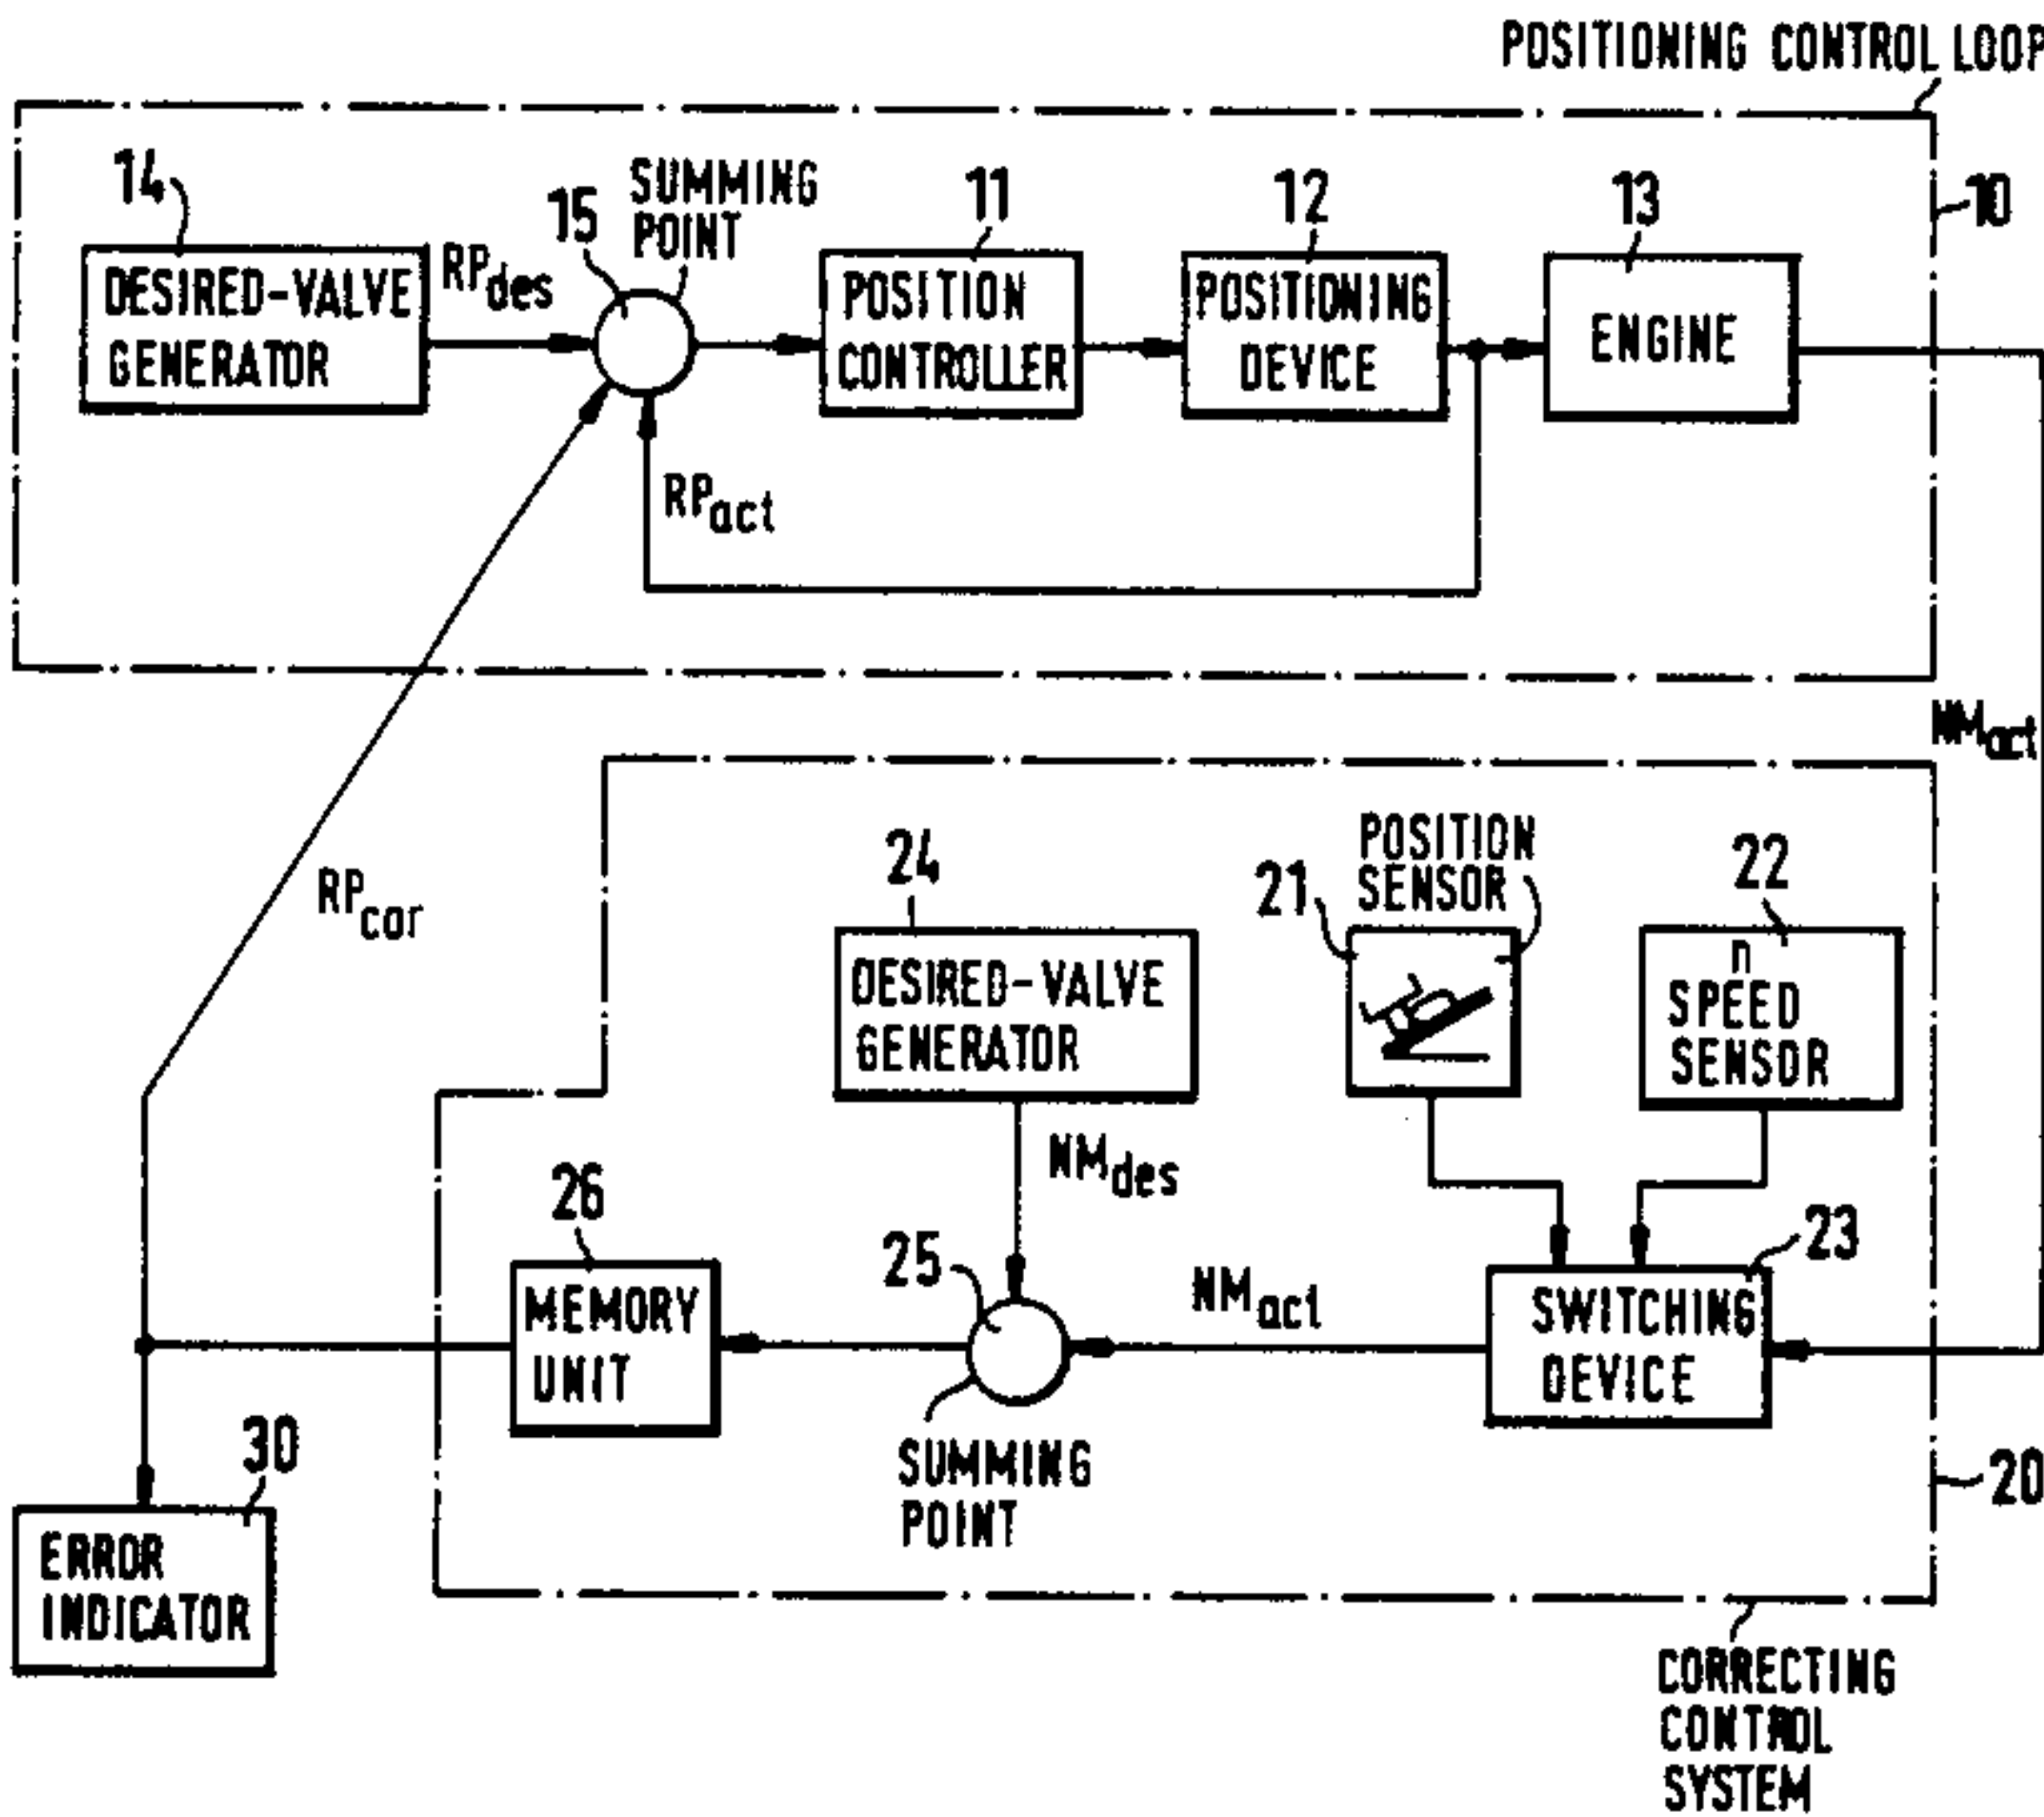 POSITIONING CONTROL LOOP
14
15
SUMMING
POINT
11
12
13
10
DESIRED-VALVE
GENERATOR
RPdes
POSITION
CONTROLLER
POSITIONING
DEVICE
ENGINE
RPact
NMact
RPcor
24
21
POSITION
SENSOR
22
DESIRED-VALVE
GENERATOR
n
SPEED
SENSOR
NMdes
26
25
23
MEMORY
UNIT
NMact
SWITCHING
DEVICE
SUMMING
POINT
20
30
ERROR
INDICATOR
CORRECTING
CONTROL
SYSTEM